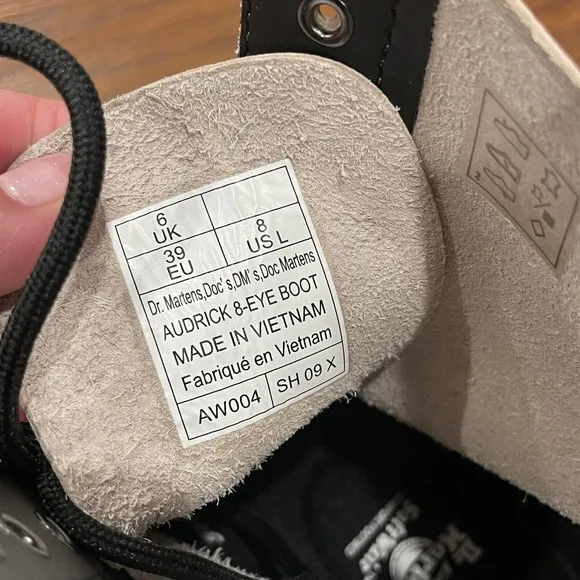 6
UK
39
EU
8
US L
Dr. Martens,Doc's,DM's,Doc Martens
AUDRICK 8-EYE BOOT
MADE IN VIETNAM
Fabriqué en Vietnam
AW004
SH 09 X